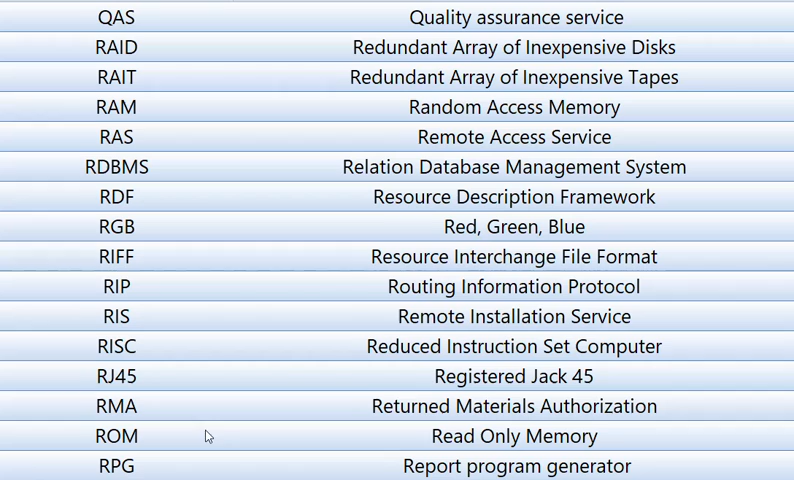 QAS Quality assurance service
RAID Redundant Array of Inexpensive Disks
RAIT Redundant Array of Inexpensive Tapes
RAM Random Access Memory
RAS Remote Access Service
RDBMS Relation Database Management System
RDF Resource Description Framework
RGB Red, Green, Blue
RIFF Resource Interchange File Format
RIP Routing Information Protocol
RIS Remote Installation Service
RISC Reduced Instruction Set Computer
RJ45 Registered Jack 45
RMA Returned Materials Authorization
ROM Read Only Memory
RPG Report program generator